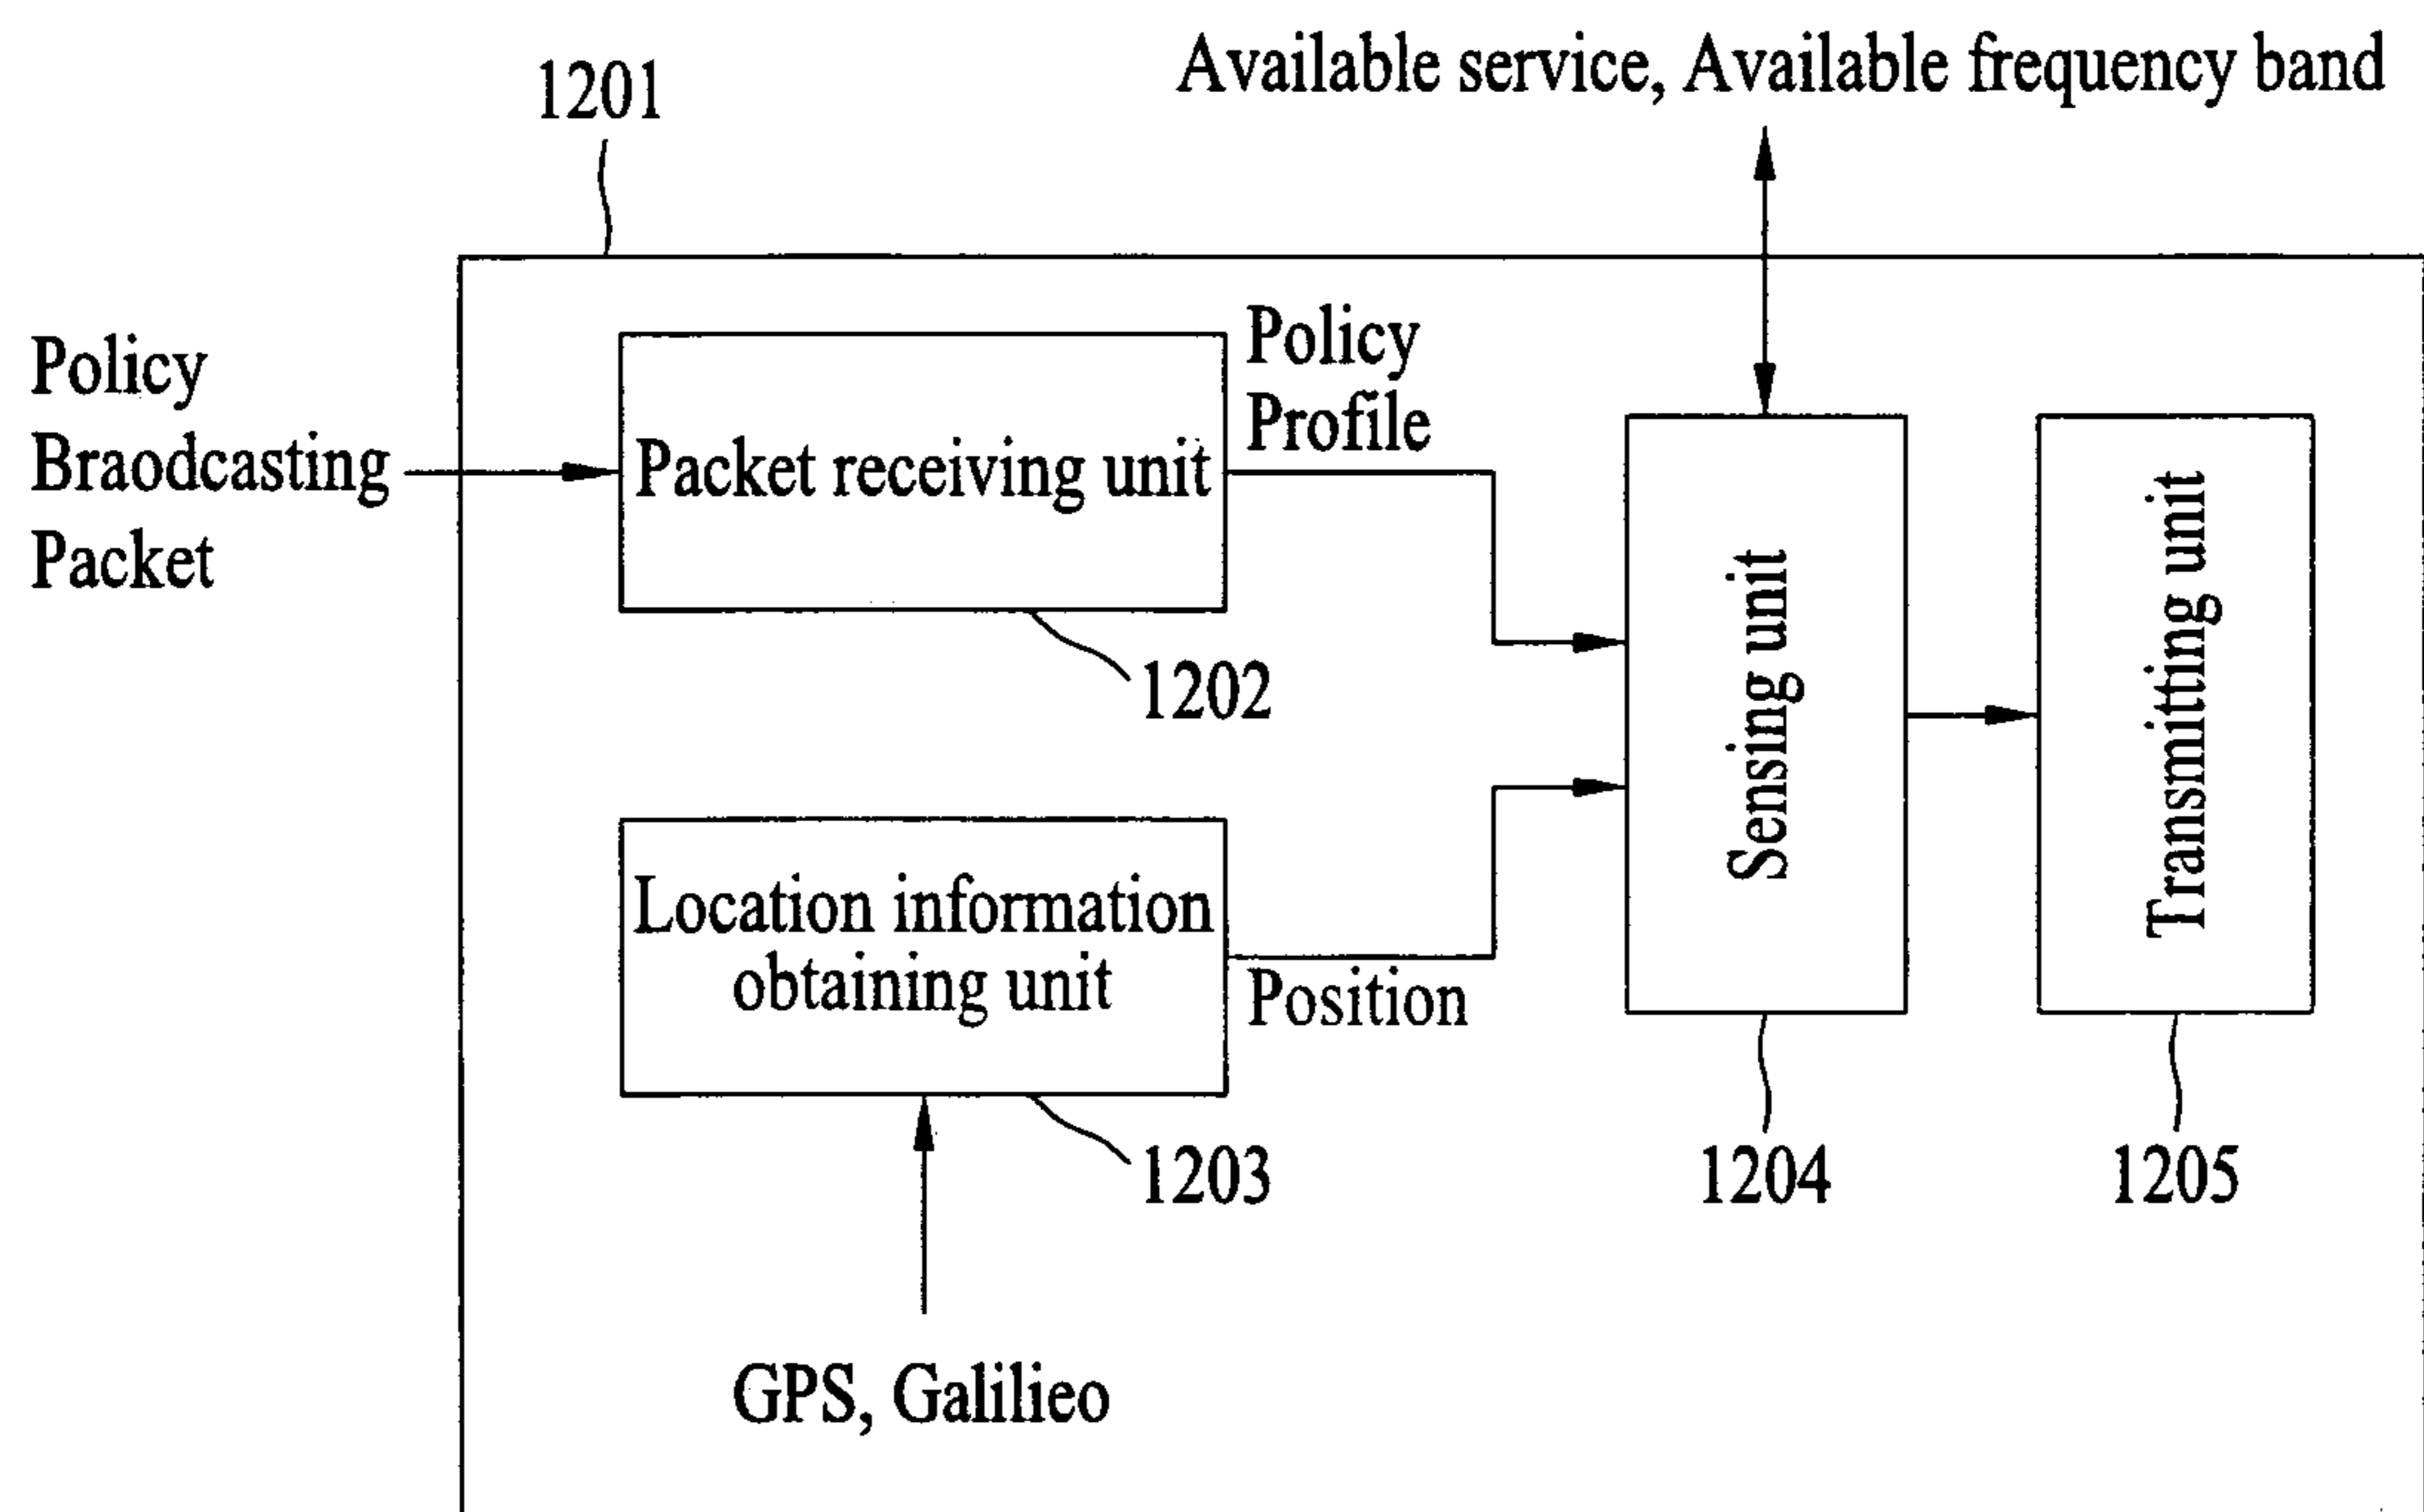 Available service, Available frequency band
1201
Policy
Braodcasting
Packet
Packet receiving unit
Policy
Profile
1202
Location information
obtaining unit
Position
1203
GPS, Galilieo
Sensing unit
1204
Transmitting unit
1205